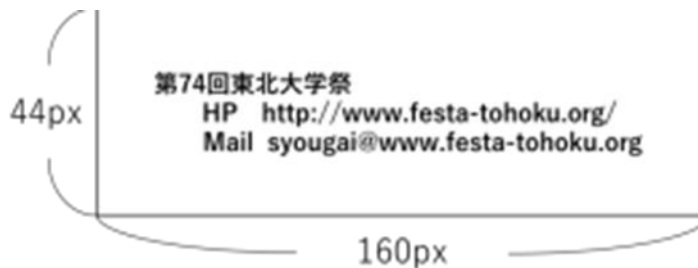 第74回東北大学祭
HP http://www.festa-tohoku.org/
44px
Mail syougai@www.festa-tohoku.org
160px